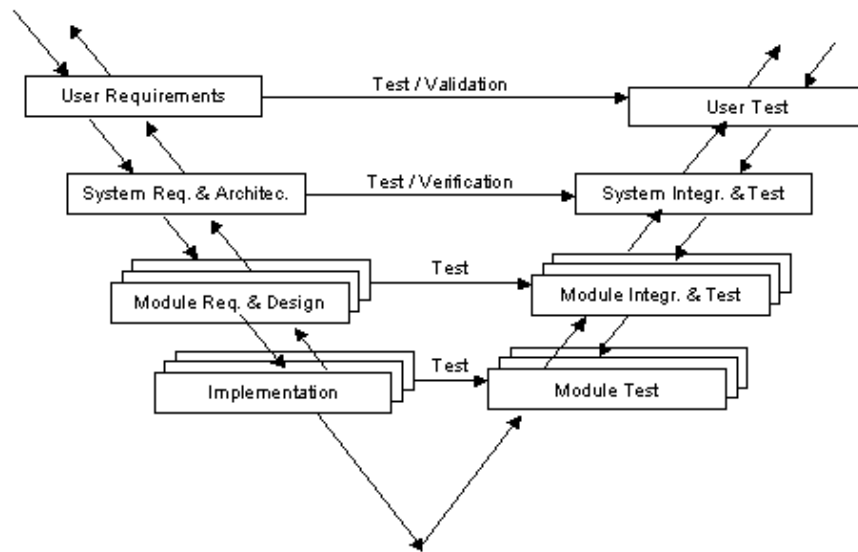 User Requirements
Test / Validation
User Test
System Req. & Architec.
Test / Verification
System Integr. & Test
Module Req. & Design
Test
Module Integr. & Test
Implementation
Test
Module Test